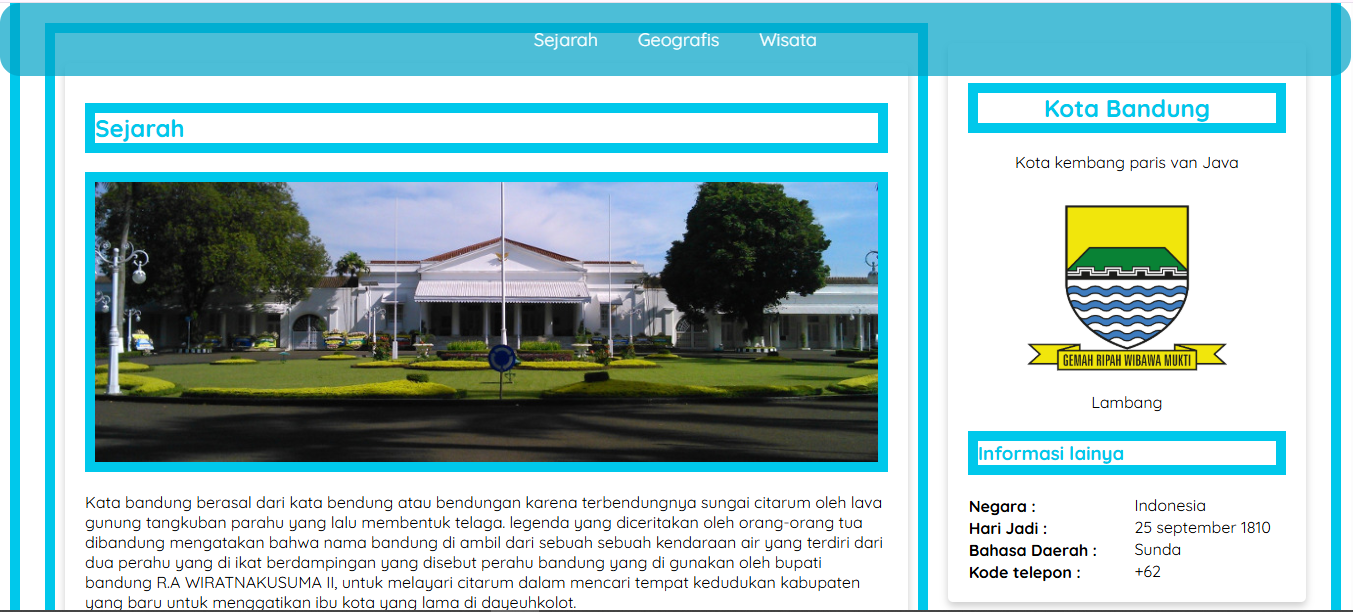 Sejarah Geografis Wisata
Sejarah
Kata bandung berasal dari kata bendung atau bendungan karena terbendungnya sungai citarum oleh lava
gunung tangkuban parahu yang lalu membentuk telaga. legenda yang diceritakan oleh orang-orang tua
dibandung mengatakan bahwa nama bandung di ambil dari sebuah sebuah kendaraan air yang terdiri dari
dua perahu yang di ikat berdampingan yang disebut perahu bandung yang di gunakan oleh bupati
bandung R.A WIRATNAKUSUMA II, untuk melayari citarum dalam mencari tempat kedudukan kabupaten
yang baru untuk menggatikan ibu kota yang lama di dayeuhkolot.
Kota Bandung
Kota kembang paris van Java
GEMAH RIPAH WIBAWA MUKTI
Lambang
Informasi lainya
Negara : Indonesia
Hari Jadi : 25 september 1810
Bahasa Daerah : Sunda
Kode telepon : +62